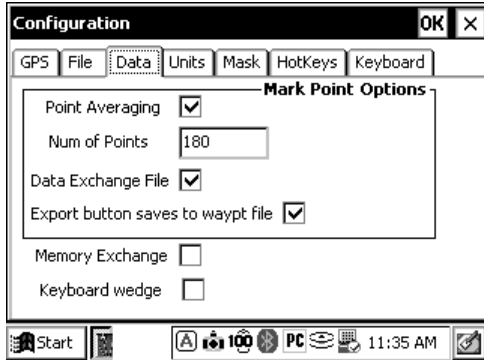 Configuration OK
GPS File Data Units Mask HotKeys Keyboard
Mark Point Options
Point Averaging
Num of Points 180
Data Exchange File
Export button saves to waypt file
Memory Exchange
Keyboard wedge
Start A 100 PC 11:35 AM